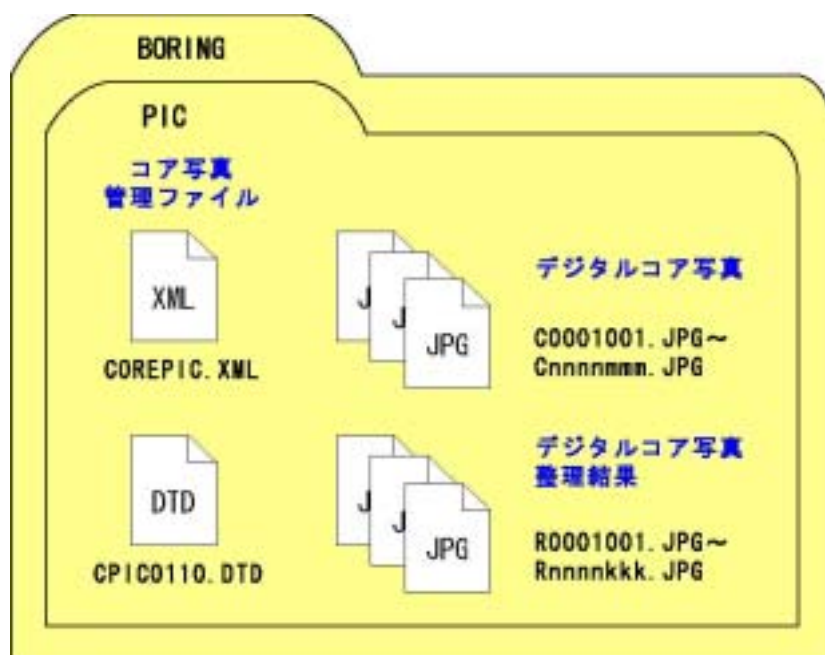 BORING
PIC
コア写真
管理ファイル
XML
COREPIC.XML
J
J
JPG
デジタルコア写真
C0001001.JPG～
Cnnnnmmm.JPG
DTD
CPIC0110.DTD
J
J
JPG
デジタルコア写真
整理結果
R0001001.JPG～
Rnnnnkkk.JPG